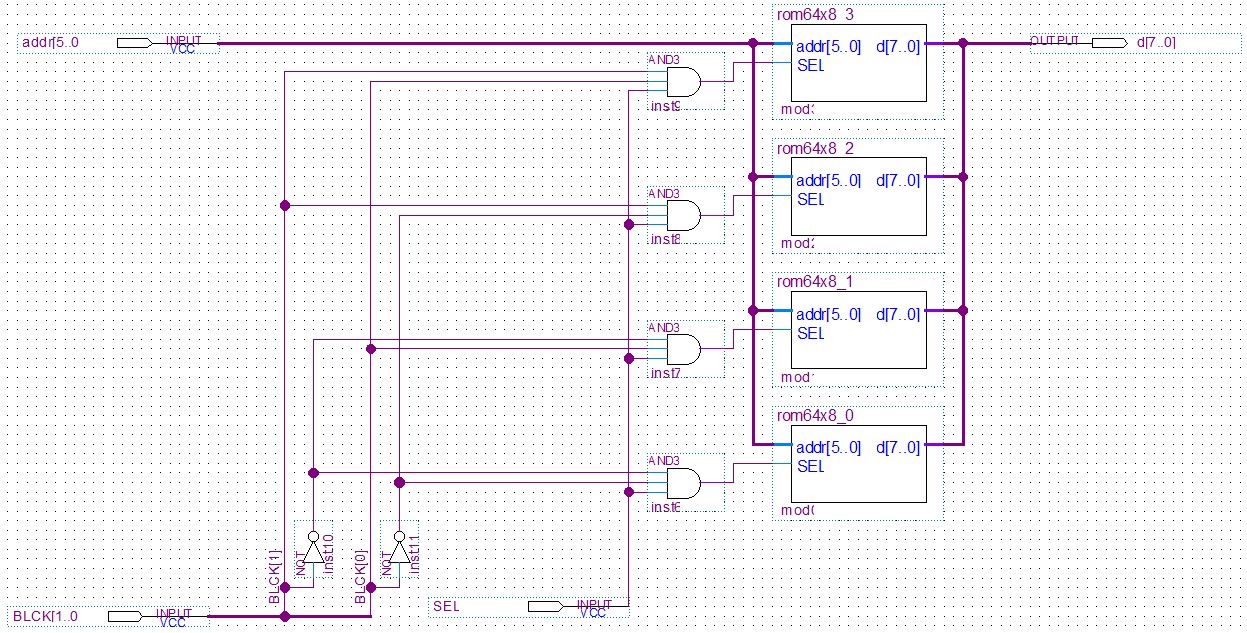 rom64x8_3
addr[5..0
INPUT
VCC
addr[5..0] d[7..0]
OUTPUT
d[7..0]
SEL
AND3
inst9
mod3
rom64x8_2
addr[5..0] d[7..0]
AND3
SEL
inst8
mod2
rom64x8_1
addr[5..0] d[7..0]
AND3
SEL
inst7
mod1
rom64x8_0
addr[5..0] d[7..0]
AND3
SEL
inst6
mod0
BLCK[1]
NOT
inst10
BLCK[0]
NOT
inst11
BLCK[1..0
INPUT
VCC
SEL
INPUT
VCC